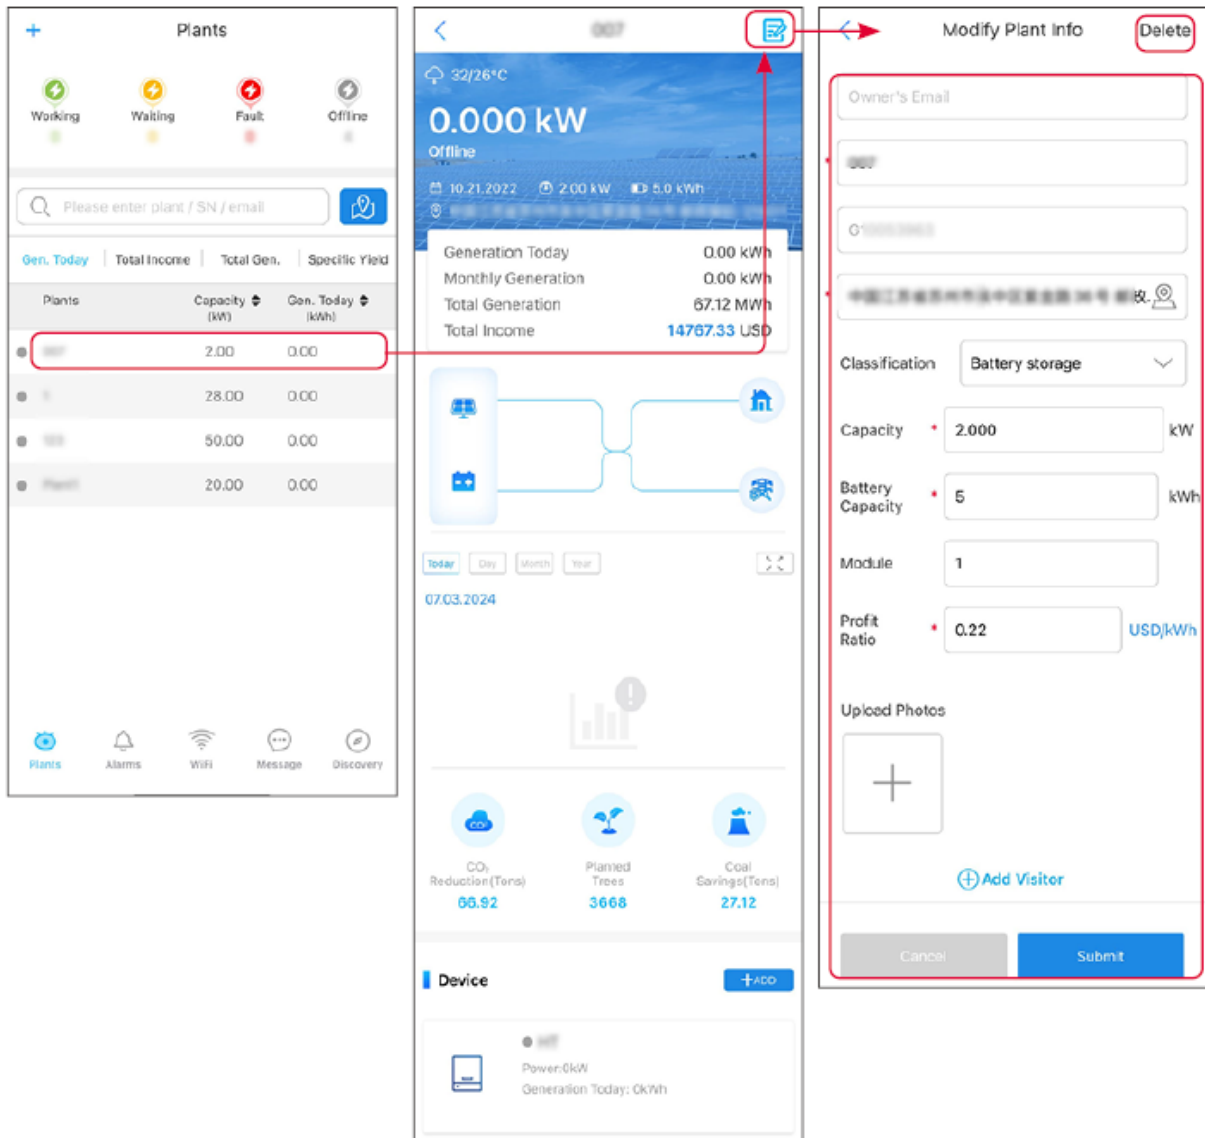 Plants
Working
Waiting
Fault
Offline
Please enter plant / SN / email
Gen. Today
Total Income
Total Gen.
Specific Yield
Plants
Capacity
(kW)
Gen. Today
(kWh)
2.00
0.00
28.00
0.00
50.00
0.00
20.00
0.00
Plants
Alarms
WiFi
Message
Discovery
007
32/26°C
0.000 kW
Offline
10.21.2022
2.00 kW
5.0 kWh
Generation Today
0.00 kWh
Monthly Generation
0.00 kWh
Total Generation
67.12 MWh
Total Income
14767.33 USD
Today
Day
Month
Year
07.03.2024
CO₂
Reduction(Tons)
66.92
Planted
Trees
3668
Coal
Savings(Tons)
27.12
Device
+ADD
Power:0kW
Generation Today: 0kWh
Modify Plant Info
Delete
Owner's Email
007
Classification
Battery storage
Capacity
*
2.000
kW
Battery
Capacity
*
5
kWh
Module
1
Profit
Ratio
*
0.22
USD/kWh
Upload Photos
Add Visitor
Cancel
Submit